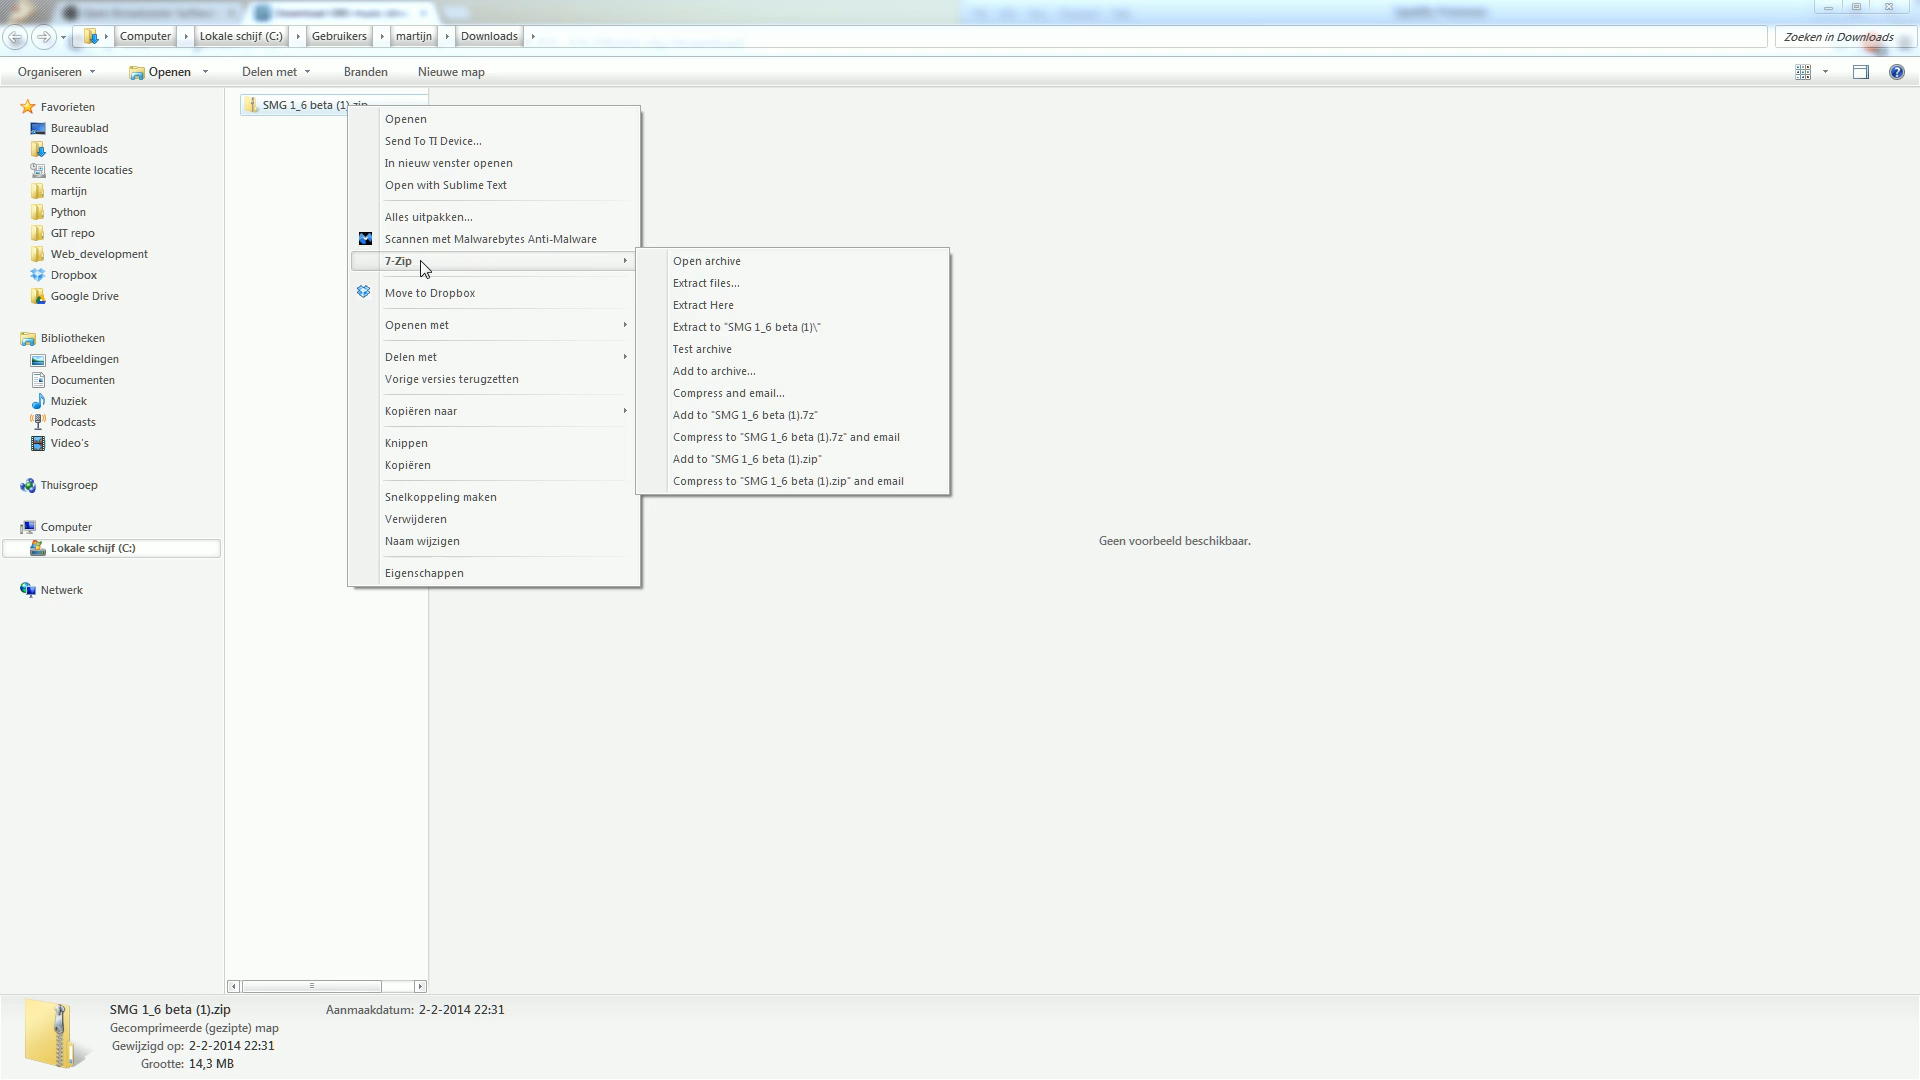 Computer
Lokale schijf (C:)
Gebruikers
martijn
Downloads
Zoeken in Downloads
Organiseren
Openen
Delen met
Branden
Nieuwe map
Favorieten
Bureaublad
Downloads
Recente locaties
martijn
Python
GIT repo
Web_development
Dropbox
Google Drive
Bibliotheken
Afbeeldingen
Documenten
Muziek
Podcasts
Video's
Thuisgroep
Computer
Lokale schijf (C:)
Netwerk
SMG 1_6 beta (1).zip
Openen
Send To TI Device...
In nieuw venster openen
Open with Sublime Text
Alles uitpakken...
Scannen met Malwarebytes Anti-Malware
7-Zip
Move to Dropbox
Openen met
Delen met
Vorige versies terugzetten
Kopiëren naar
Knippen
Kopiëren
Snelkoppeling maken
Verwijderen
Naam wijzigen
Eigenschappen
Open archive
Extract files...
Extract Here
Extract to "SMG 1_6 beta (1)\"
Test archive
Add to archive...
Compress and email...
Add to "SMG 1_6 beta (1).7z"
Compress to "SMG 1_6 beta (1).7z" and email
Add to "SMG 1_6 beta (1).zip"
Compress to "SMG 1_6 beta (1).zip" and email
Geen voorbeeld beschikbaar.
SMG 1_6 beta (1).zip
Aanmaakdatum: 2-2-2014 22:31
Gecomprimeerde (gezipte) map
Gewijzigd op: 2-2-2014 22:31
Grootte: 14,3 MB